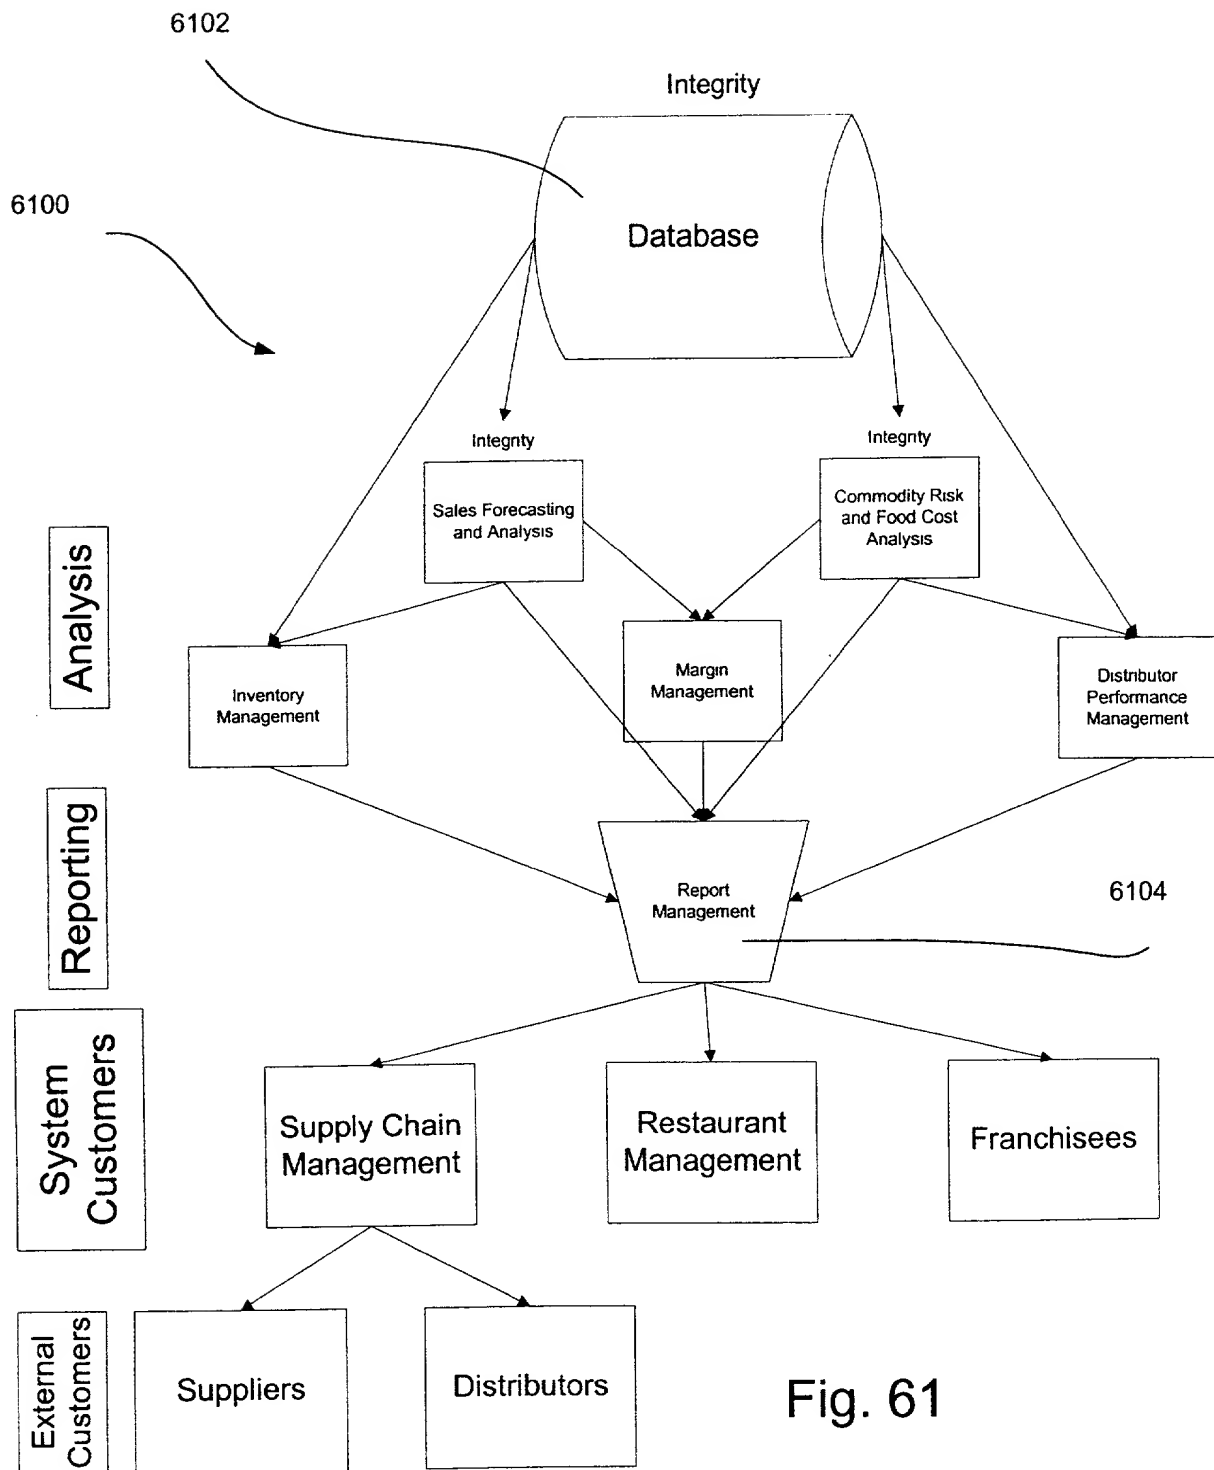 6102
Integrity
6100
Database
Integrity
Integrity
Sales Forecasting
and Analysis
Commodity Risk
and Food Cost
Analysis
Analysis
Inventory
Management
Margin
Management
Distributor
Performance
Management
Reporting
Report
Management
6104
System
Customers
Supply Chain
Management
Restaurant
Management
Franchisees
External
Customers
Suppliers
Distributors
Fig. 61